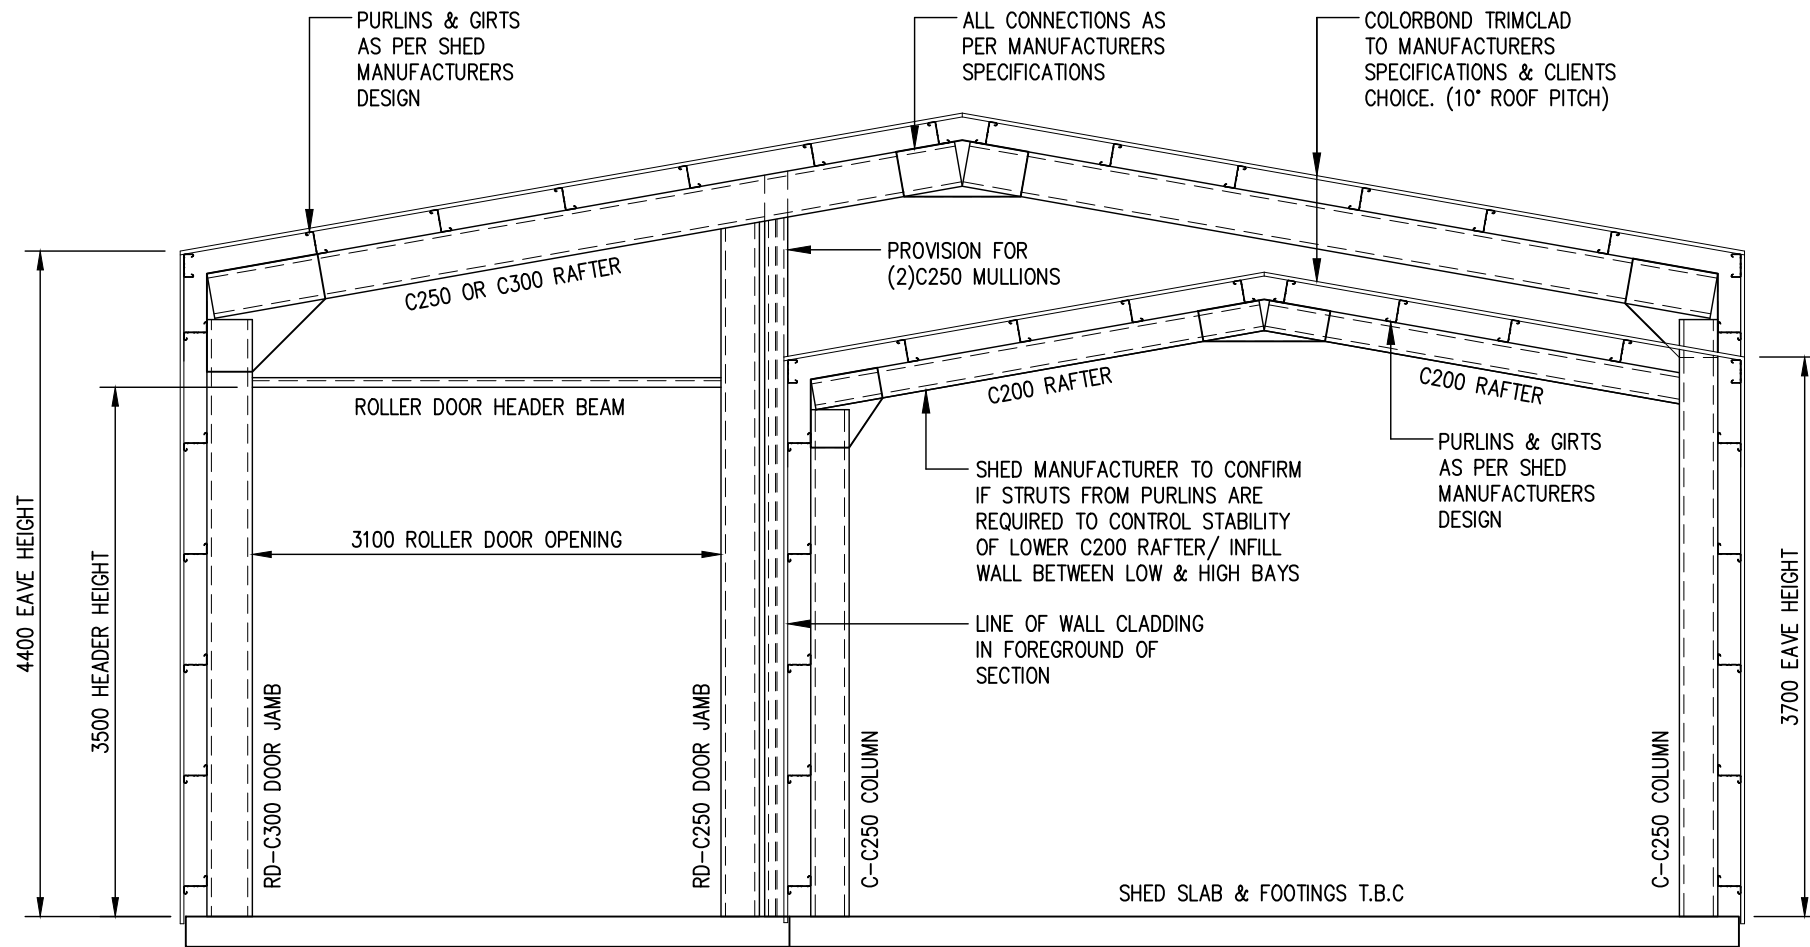 PURLINS & GIRTS
AS PER SHED
MANUFACTURERS
DESIGN
ALL CONNECTIONS AS
PER MANUFACTURERS
SPECIFICATIONS
COLORBOND TRIMCLAD
TO MANUFACTURERS
SPECIFICATIONS & CLIENTS
CHOICE. (10° ROOF PITCH)
PROVISION FOR
(2)C250 MULLIONS
C250 OR C300 RAFTER
C200 RAFTER
C200 RAFTER
ROLLER DOOR HEADER BEAM
PURLINS & GIRTS
AS PER SHED
MANUFACTURERS
DESIGN
SHED MANUFACTURER TO CONFIRM
IF STRUTS FROM PURLINS ARE
REQUIRED TO CONTROL STABILITY
OF LOWER C200 RAFTER/ INFILL
WALL BETWEEN LOW & HIGH BAYS
3100 ROLLER DOOR OPENING
LINE OF WALL CLADDING
IN FOREGROUND OF
SECTION
4400 EAVE HEIGHT
3500 HEADER HEIGHT
RD-C300 DOOR JAMB
RD-C250 DOOR JAMB
C-C250 COLUMN
C-C250 COLUMN
3700 EAVE HEIGHT
SHED SLAB & FOOTINGS T.B.C